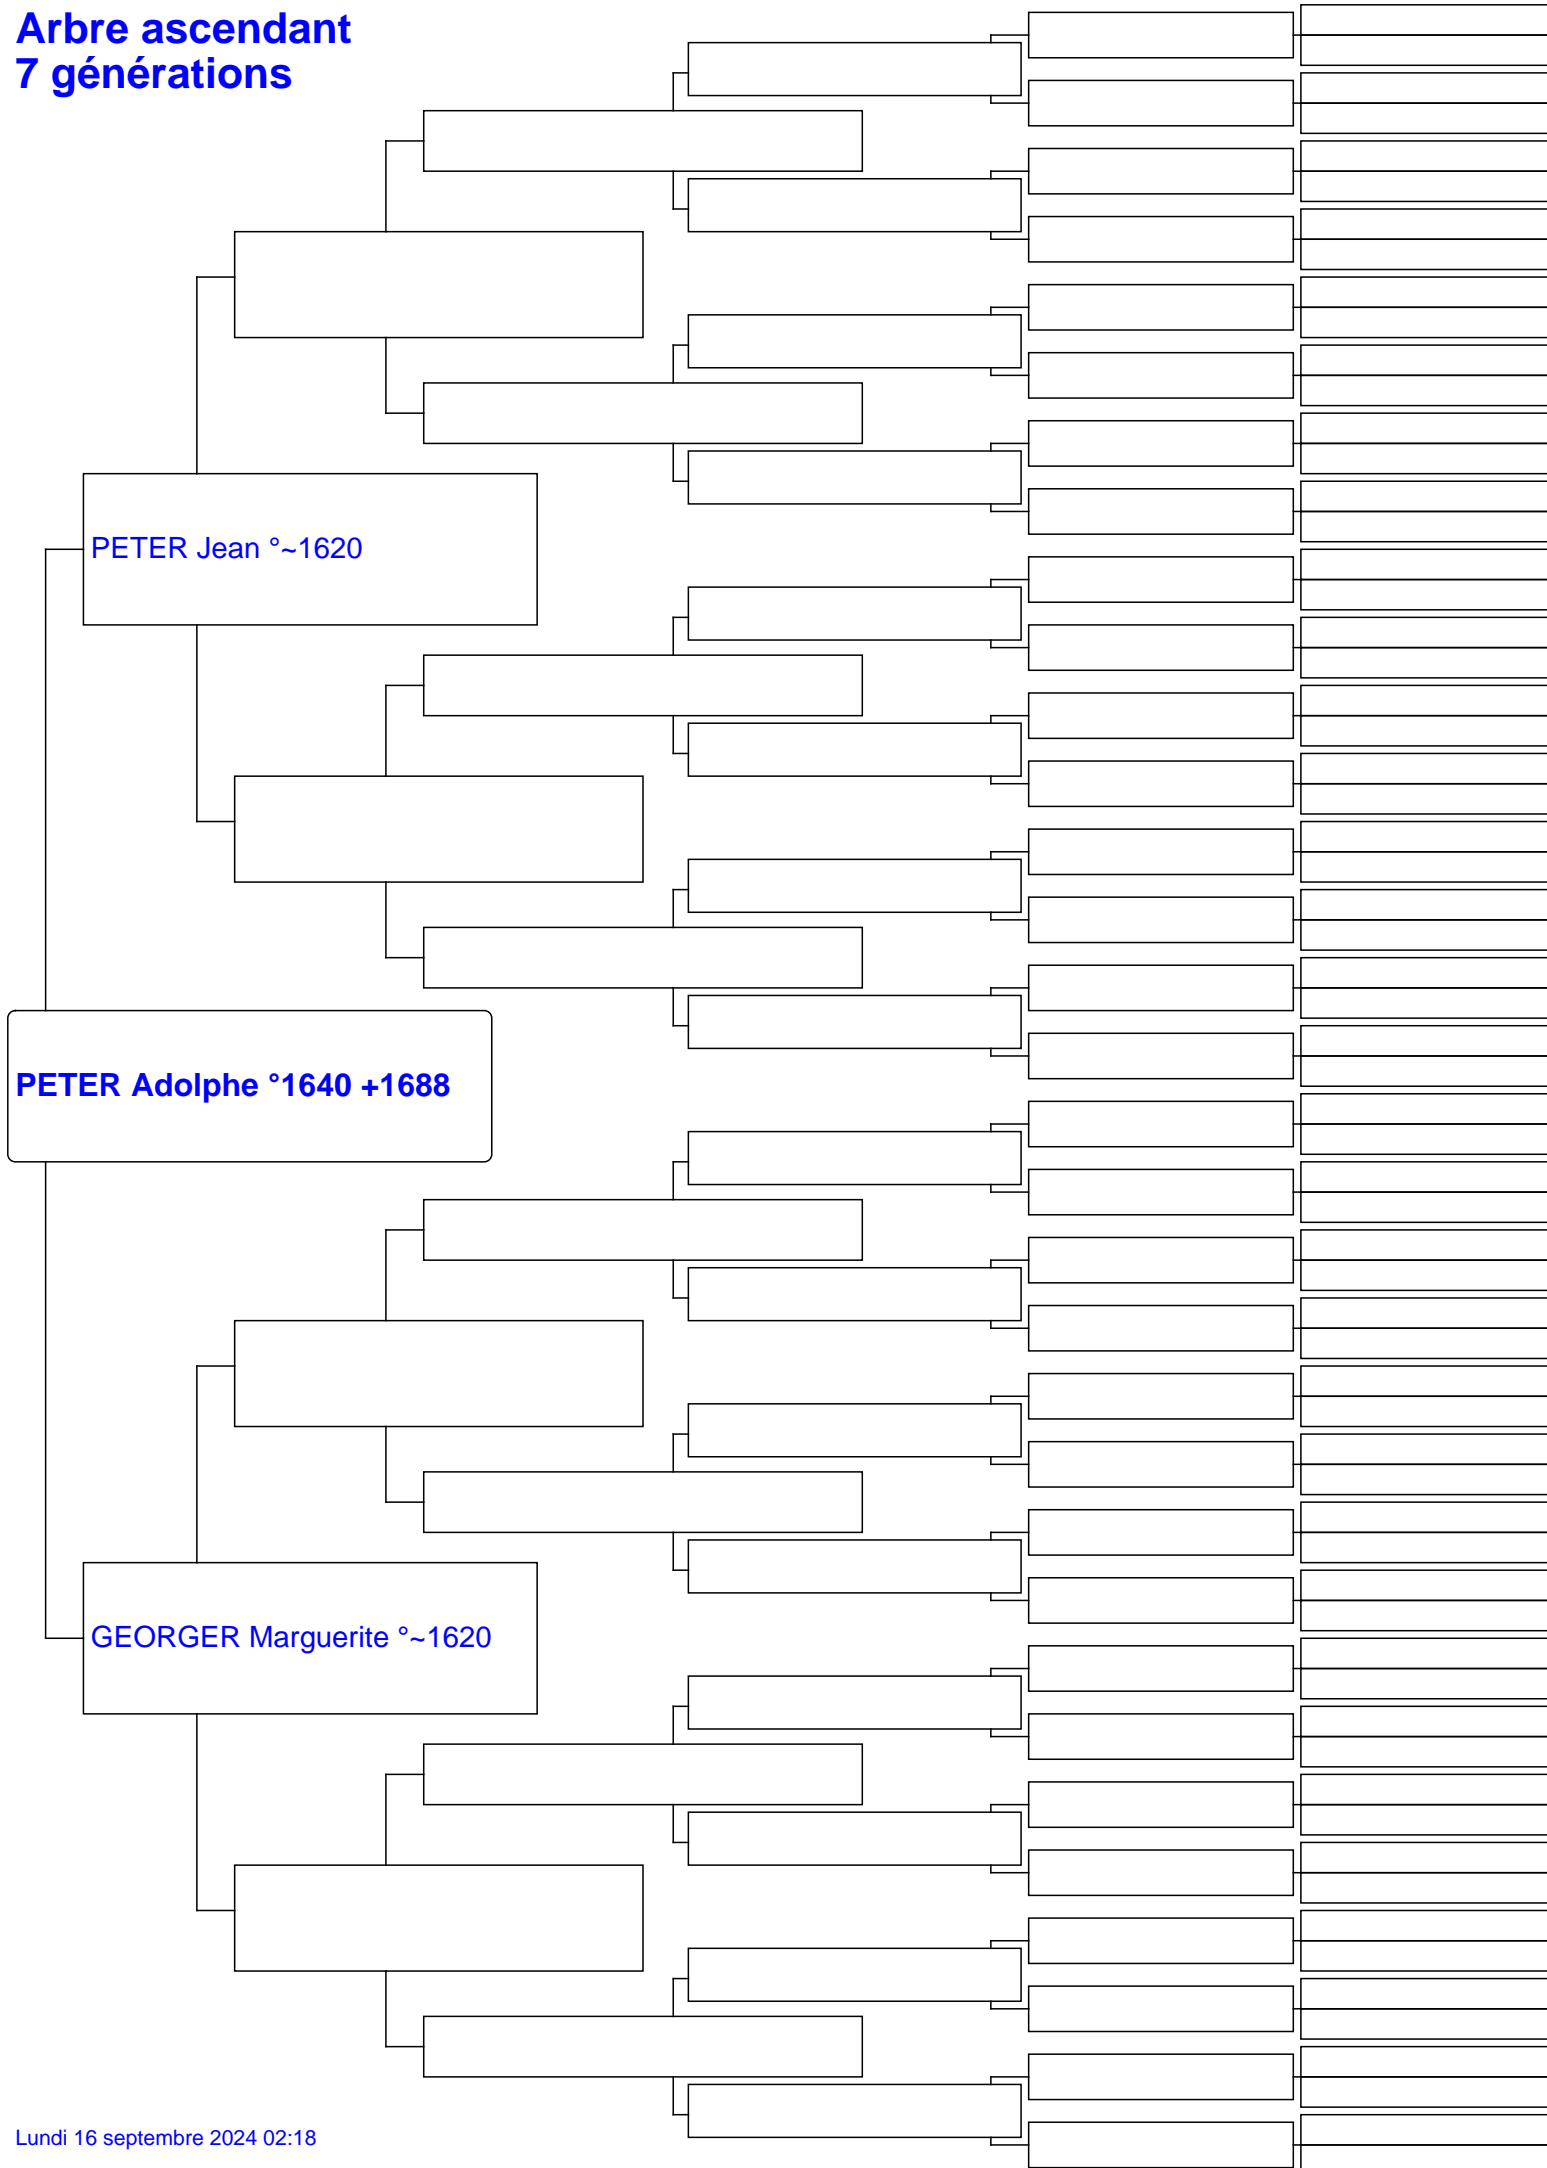 Arbre ascendant
7 générations
PETER Jean °~1620
PETER Adolphe °1640 +1688
GEORGER Marguerite °~1620
Lundi 16 septembre 2024 02:18